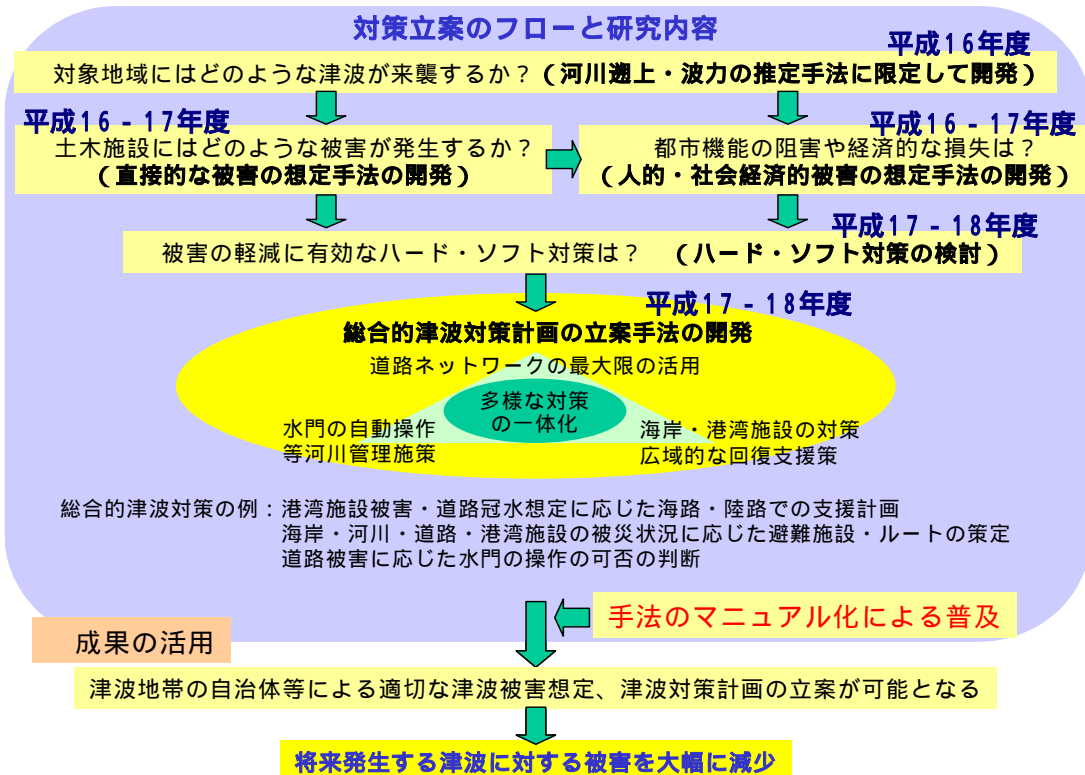 対策立案のフローと研究内容
平成16年度
対象地域にはどのような津波が来襲するか？(河川遡上・波力の推定手法に限定して開発)
平成16‐17年度
土木施設にはどのような被害が発生するか？
(直接的な被害の想定手法の開発)
平成16‐17年度
都市機能の阻害や経済的な損失は？
(人的・社会経済的被害の想定手法の開発)
平成17‐18年度
被害の軽減に有効なハード・ソフト対策は？ (ハード・ソフト対策の検討)
平成17‐18年度
総合的津波対策計画の立案手法の開発
道路ネットワークの最大限の活用
多様な対策
の一体化
水門の自動操作
等河川管理施策
海岸・港湾施設の対策
広域的な回復支援策
総合的津波対策の例：港湾施設被害・道路冠水想定に応じた海路・陸路での支援計画
海岸・河川・道路・港湾施設の被災状況に応じた避難施設・ルートの策定
道路被害に応じた水門の操作の可否の判断
手法のマニュアル化による普及
成果の活用
津波地帯の自治体等による適切な津波被害想定、津波対策計画の立案が可能となる
将来発生する津波に対する被害を大幅に減少